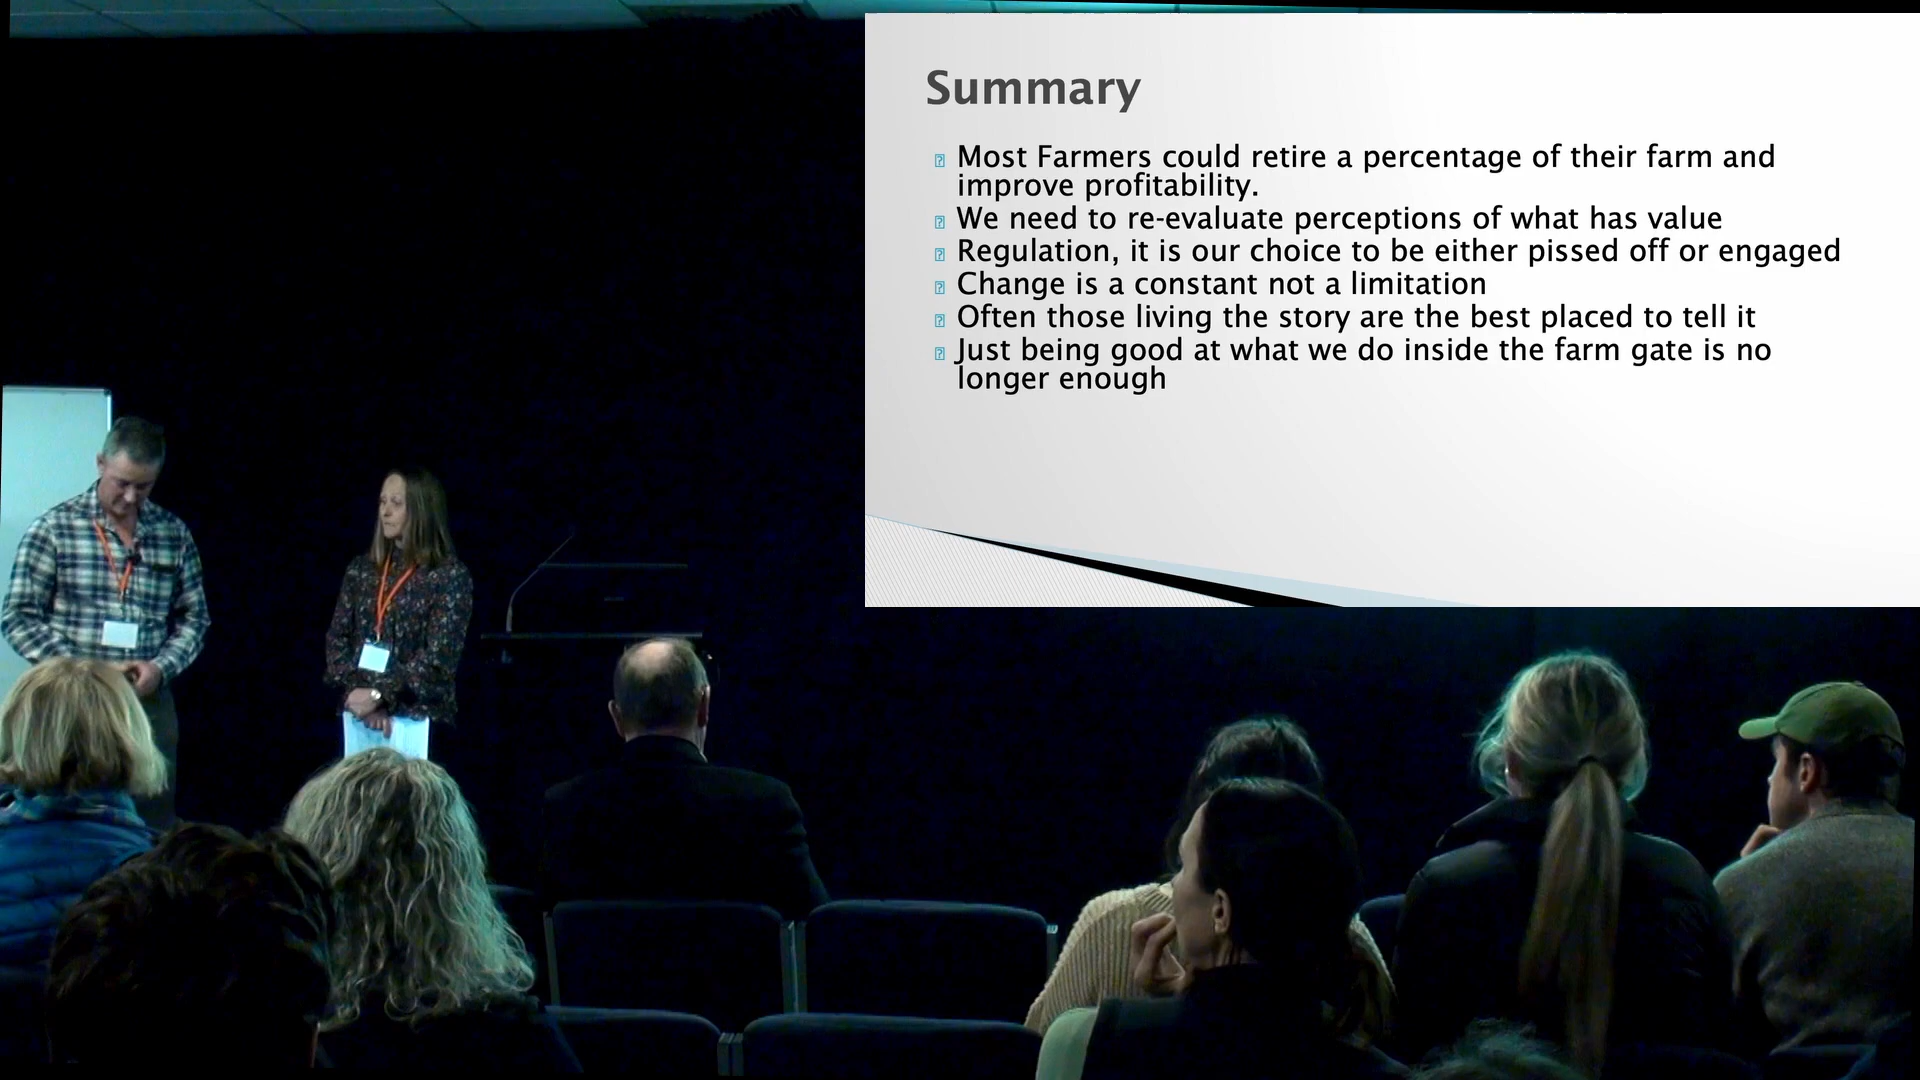 Summary
Most Farmers could retire a percentage of their farm and
improve profitability.
We need to re-evaluate perceptions of what has value
Regulation, it is our choice to be either pissed off or engaged
Change is a constant not a limitation
Often those living the story are the best placed to tell it
Just being good at what we do inside the farm gate is no
longer enough